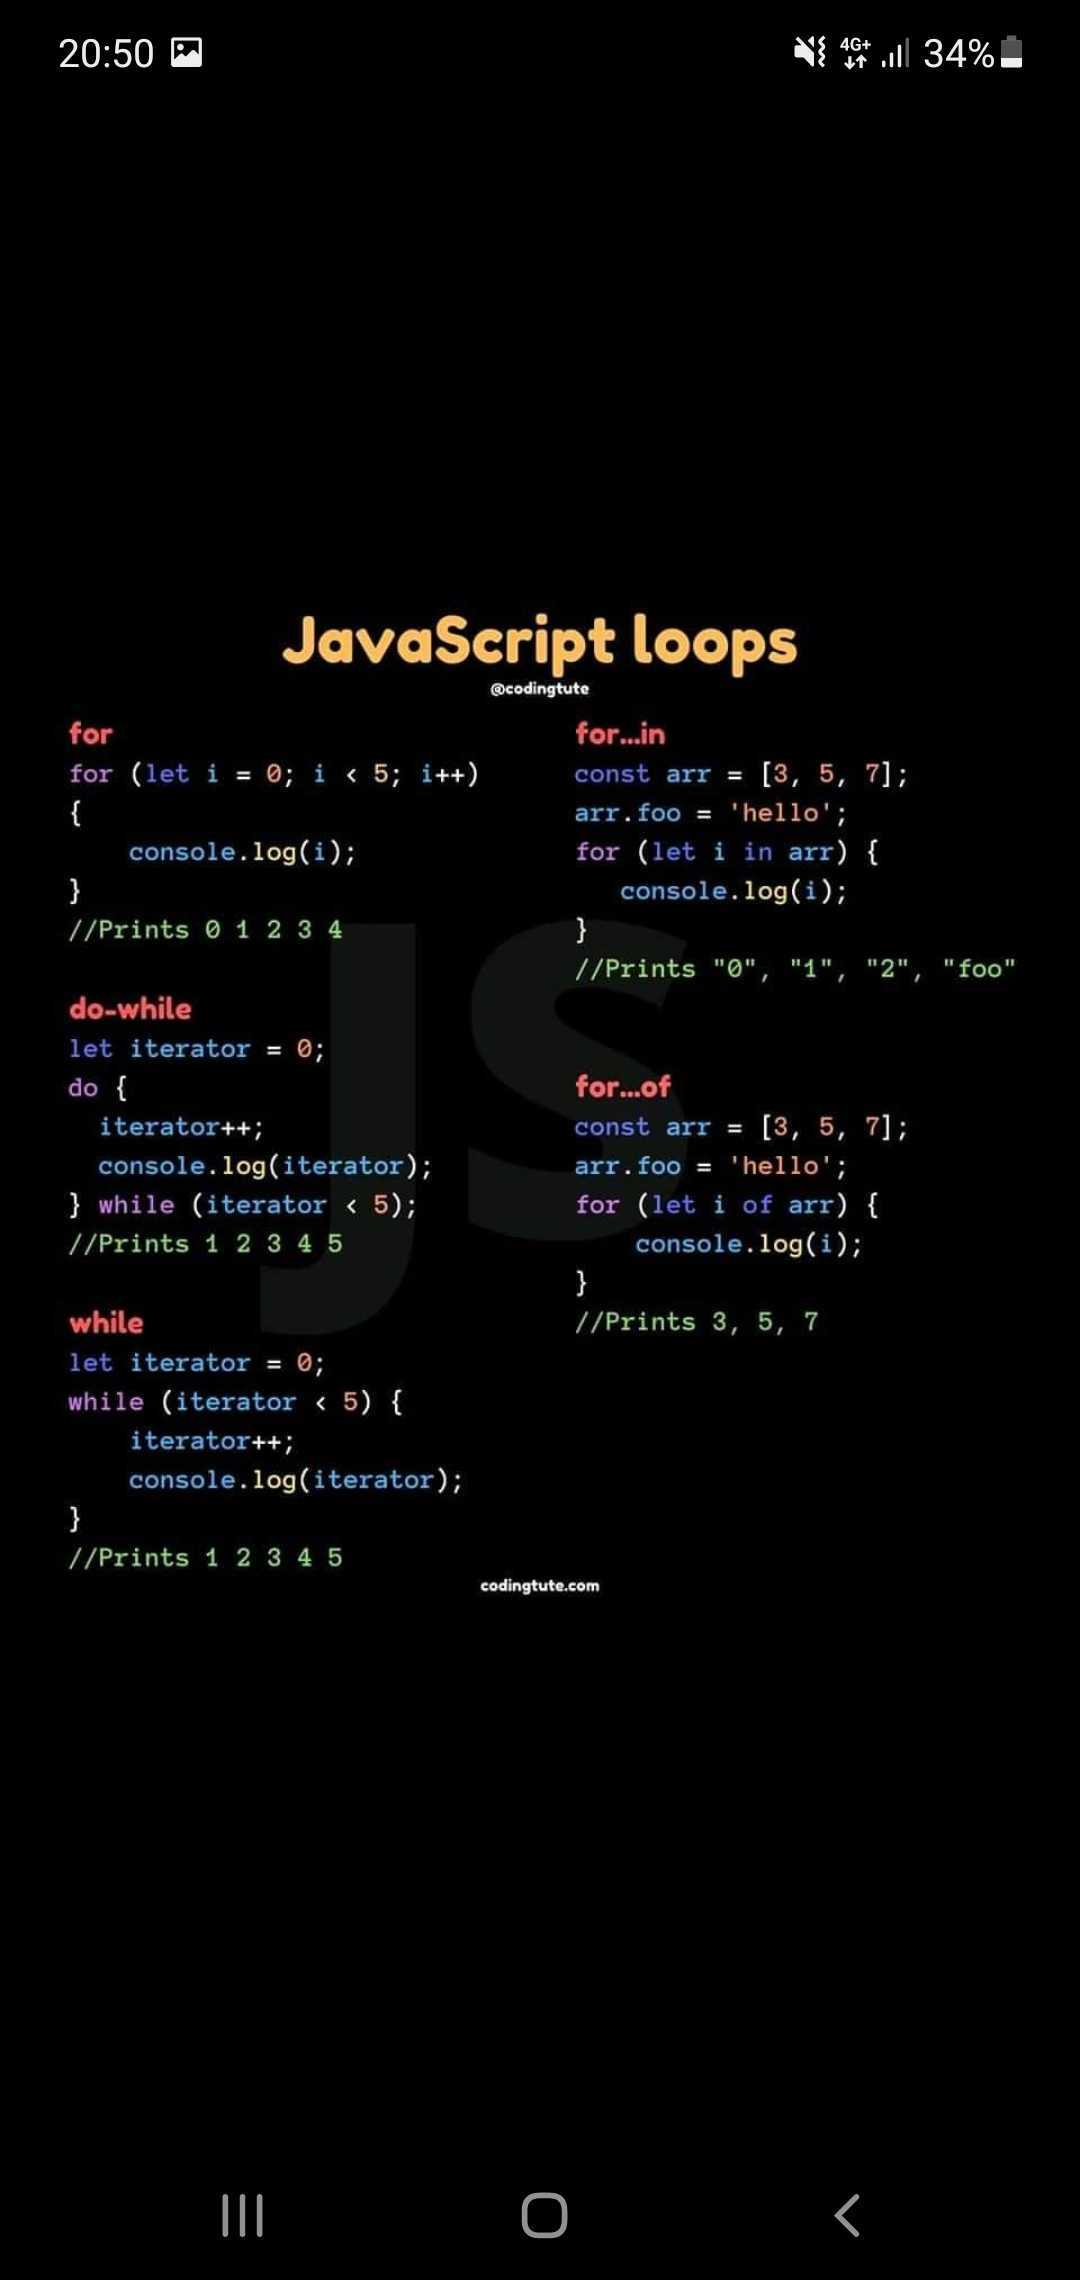 20:50
4G+ 34%
JavaScript loops
@codingtute
for
for (let i = 0; i < 5; i++)
{
    console.log(i);
}
//Prints 0 1 2 3 4
do-while
let iterator = 0;
do {
  iterator++;
  console.log(iterator);
} while (iterator < 5);
//Prints 1 2 3 4 5
while
let iterator = 0;
while (iterator < 5) {
    iterator++;
    console.log(iterator);
}
//Prints 1 2 3 4 5
for...in
const arr = [3, 5, 7];
arr.foo = 'hello';
for (let i in arr) {
   console.log(i);
}
//Prints "0", "1", "2", "foo"
for...of
const arr = [3, 5, 7];
arr.foo = 'hello';
for (let i of arr) {
    console.log(i);
}
//Prints 3, 5, 7
JS
codingtute.com